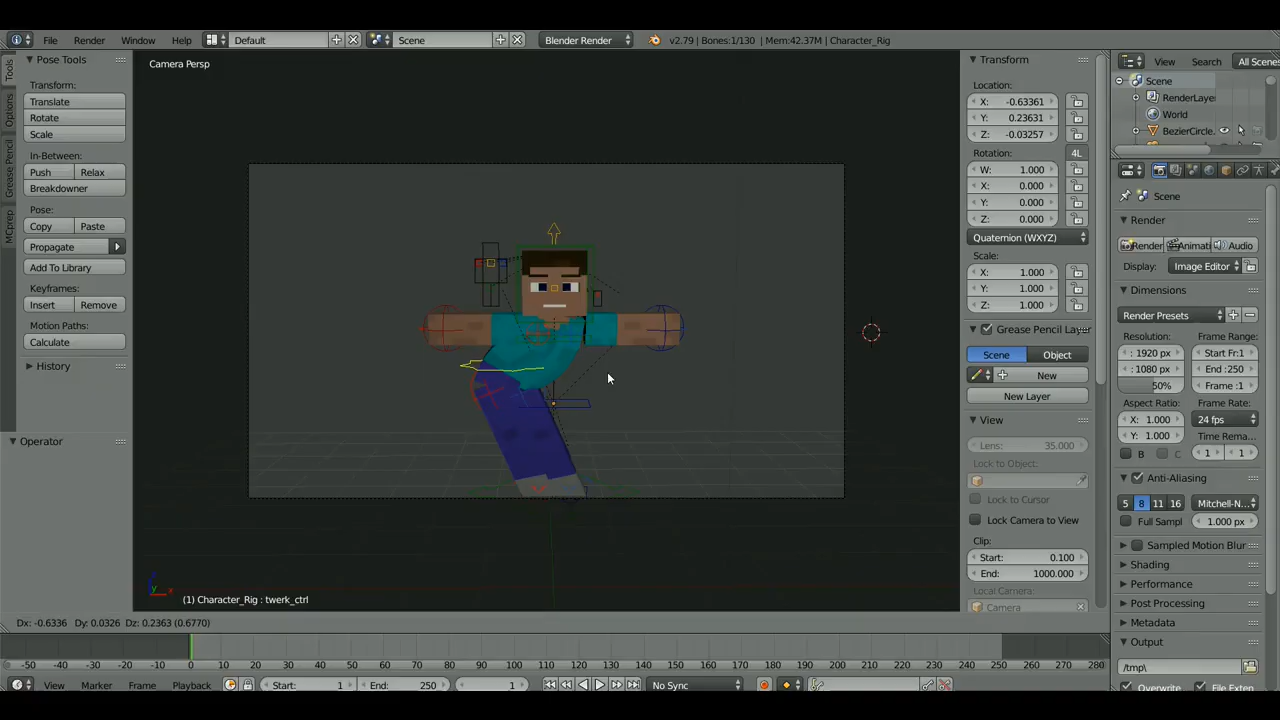 File Render Window Help Default Scene Blender Render v2.79 | Bones:1/130 | Mem:42.37M | Character_Rig
Tools
Options
Grease Pencil
MCprep
Pose Tools
Transform:
Translate
Rotate
Scale
In-Between:
Push Relax
Breakdowner
Pose:
Copy Paste
Propagate
Add To Library
Keyframes:
Insert Remove
Motion Paths:
Calculate
History
Operator
Camera Persp
(1) Character_Rig : twerk_ctrl
Transform
Location:
X: -0.63361
Y: 0.23631
Z: -0.03257
Rotation: 4L
W: 1.000
X: 0.000
Y: 0.000
Z: 0.000
Quaternion (WXYZ)
Scale:
X: 1.000
Y: 1.000
Z: 1.000
Grease Pencil Layer
Scene Object
New
New Layer
View
Lens: 35.000
Lock to Object:
Lock to Cursor
Lock Camera to View
Clip:
Start: 0.100
End: 1000.000
Local Camera:
Camera
View Search All Scenes
Scene
RenderLaye
World
BezierCircle.
Scene
Render
Render Animati Audio
Display: Image Editor
Dimensions
Render Presets
Resolution: Frame Range:
: 1920 px Start Fr:1
: 1080 px End :250
50% Frame :1
Aspect Ratio: Frame Rate:
X: 1.000 24 fps
Y: 1.000 Time Rema...
B C 1 1
Anti-Aliasing
5 8 11 16 Mitchell-N...
Full Sampl 1.000 px
Sampled Motion Blur
Shading
Performance
Post Processing
Metadata
Output
/tmp\
Overwrite File Exten
Dx: -0.6336 Dy: 0.0326 Dz: 0.2363 (0.6770)
-50 -40 -30 -20 -10 0 10 20 30 40 50 60 70 80 90 100 110 120 130 140 150 160 170 180 190 200 210 220 230 240 250 260 270 280
View Marker Frame Playback Start: 1 End: 250 1 No Sync